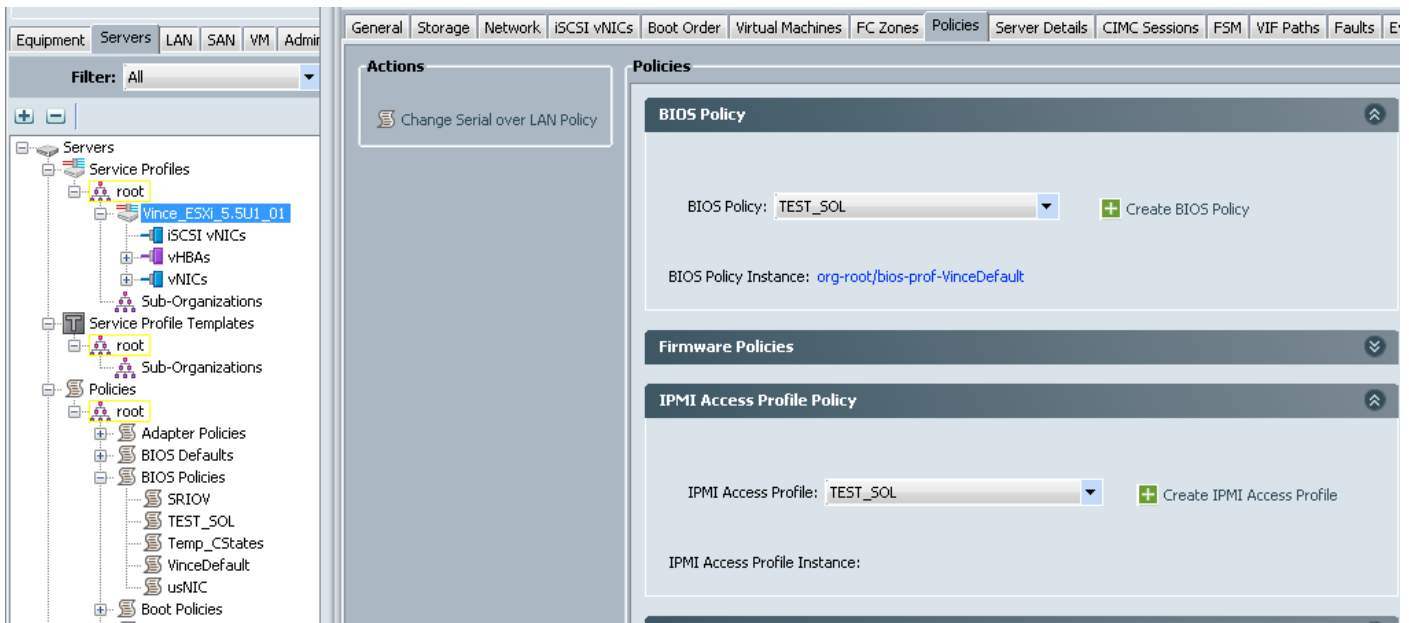 Equipment Servers LAN SAN VM Admir
Filter: All
Servers
Service Profiles
root
Vince_ESXi_5.5U1_01
iSCSI vNICs
vHBAs
vNICs
Sub-Organizations
Service Profile Templates
root
Sub-Organizations
Policies
root
Adapter Policies
BIOS Defaults
BIOS Policies
SRIOV
TEST_SOL
Temp_CStates
VinceDefault
usNIC
Boot Policies
General Storage Network iSCSI vNICs Boot Order Virtual Machines FC Zones Policies Server Details CIMC Sessions FSM VIF Paths Faults E
Actions
Change Serial over LAN Policy
Policies
BIOS Policy
BIOS Policy: TEST_SOL Create BIOS Policy
BIOS Policy Instance: org-root/bios-prof-VinceDefault
Firmware Policies
IPMI Access Profile Policy
IPMI Access Profile: TEST_SOL Create IPMI Access Profile
IPMI Access Profile Instance: